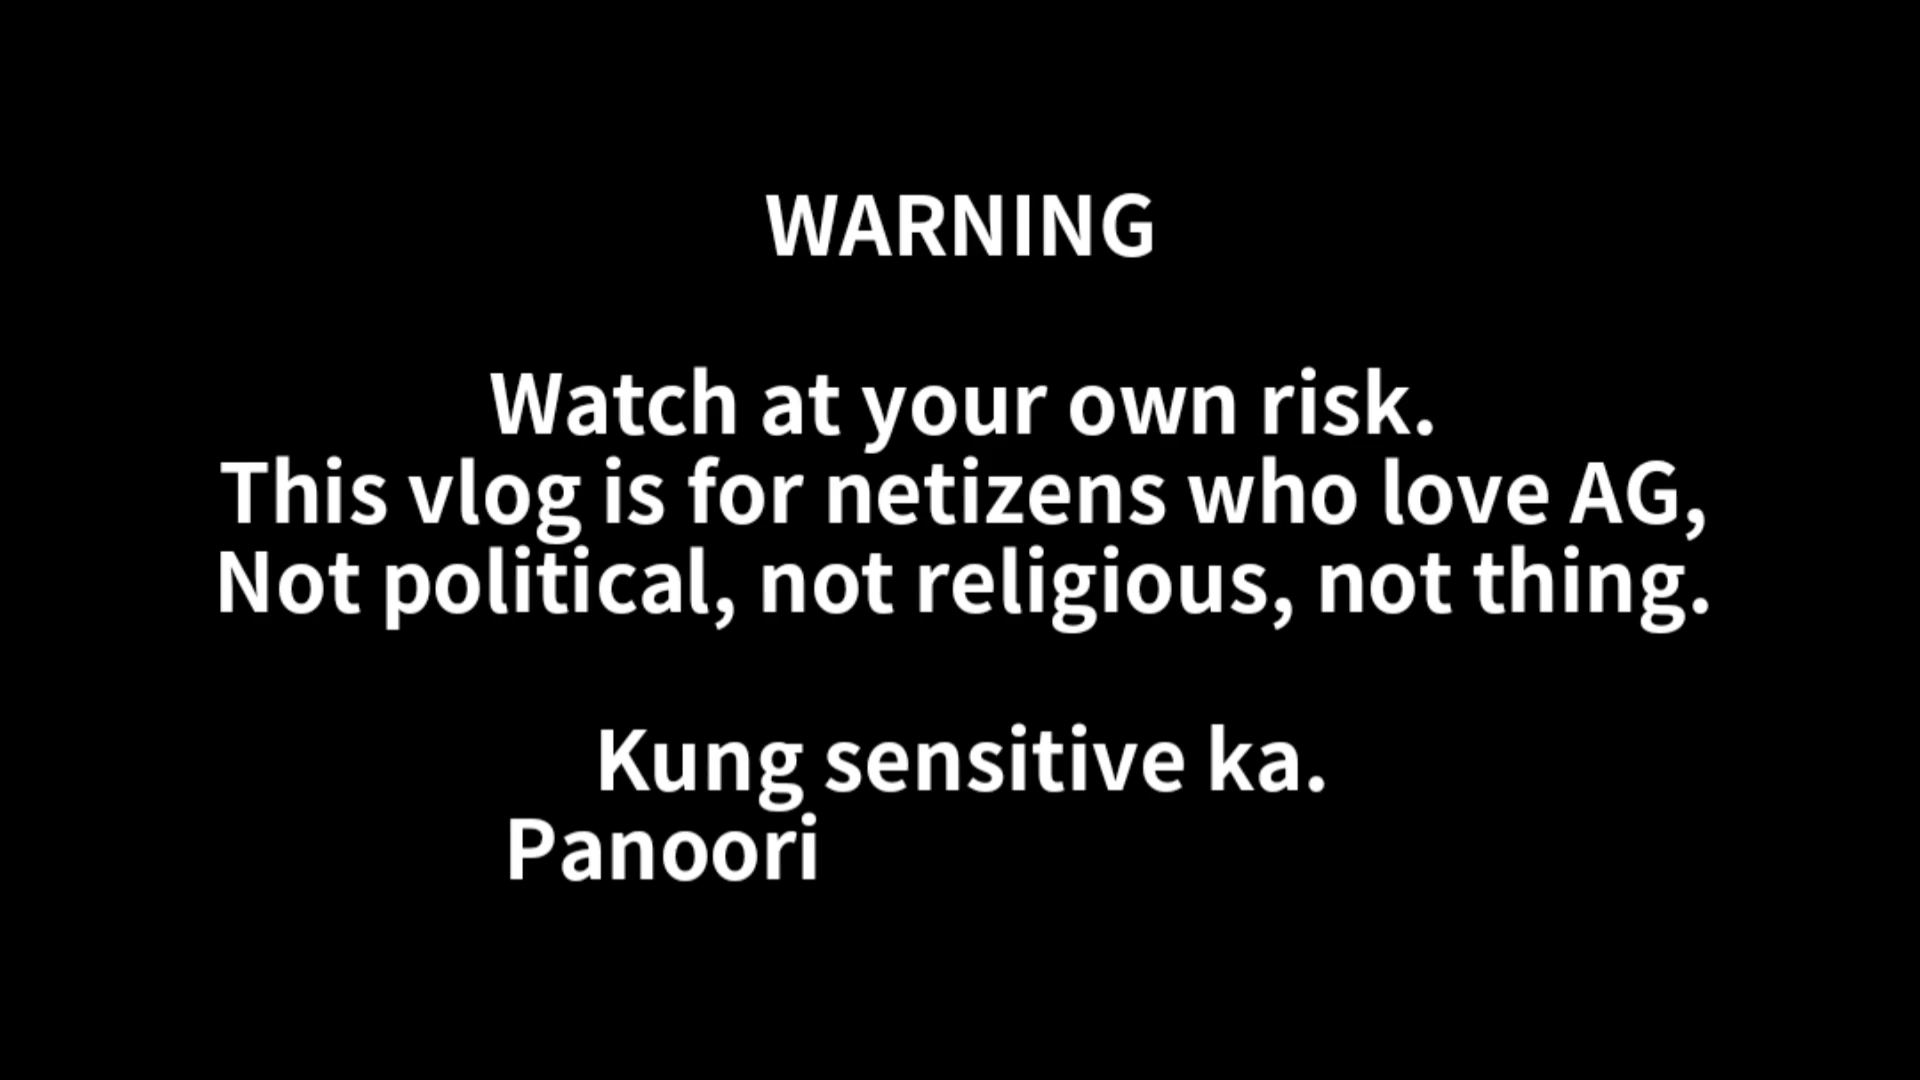 WARNING
Watch at your own risk.
This vlog is for netizens who love AG,
Not political, not religious, not thing.
Kung sensitive ka.
Panoori